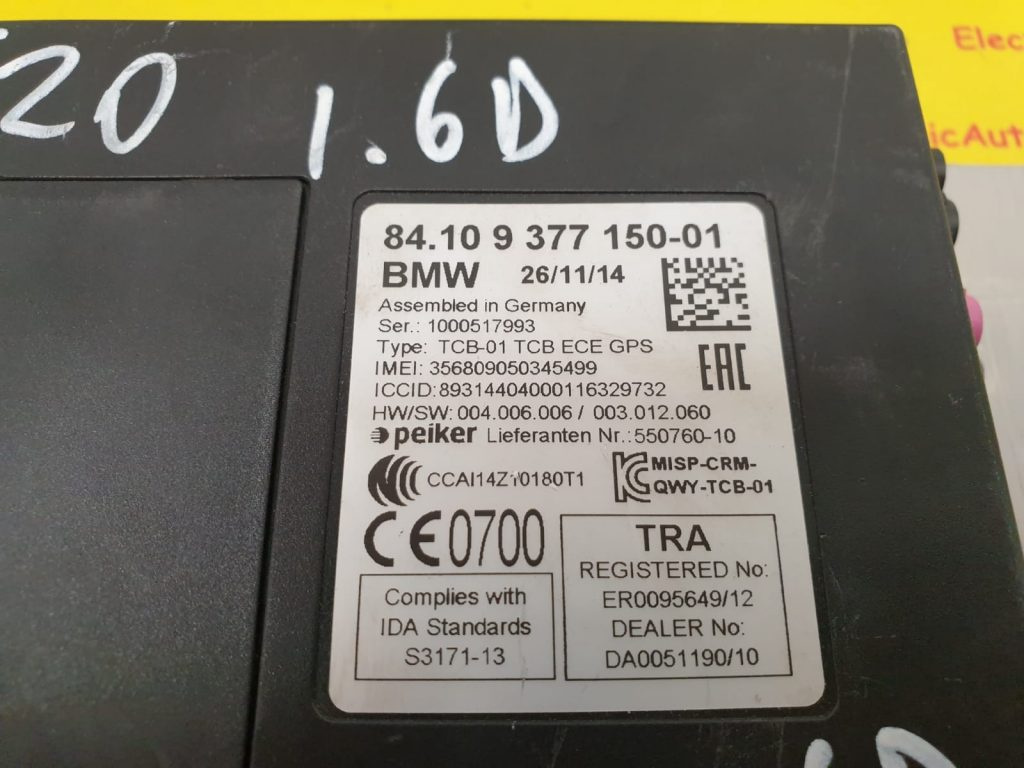 20 1.6D
Elec
icAut
84.10 9 377 150-01
BMW 26/11/14
Assembled in Germany
Ser.: 1000517993
Type: TCB-01 TCB ECE GPS
IMEI: 356809050345499
ICCID: 89314404000116329732
HW/SW: 004.006.006 / 003.012.060
peiker Lieferanten Nr.: 550760-10
MISP-CRM-
QWY-TCB-01
CE0700
Complies with
IDA Standards
S3171-13
TRA
REGISTERED No:
ER0095649/12
DEALER No:
DA0051190/10